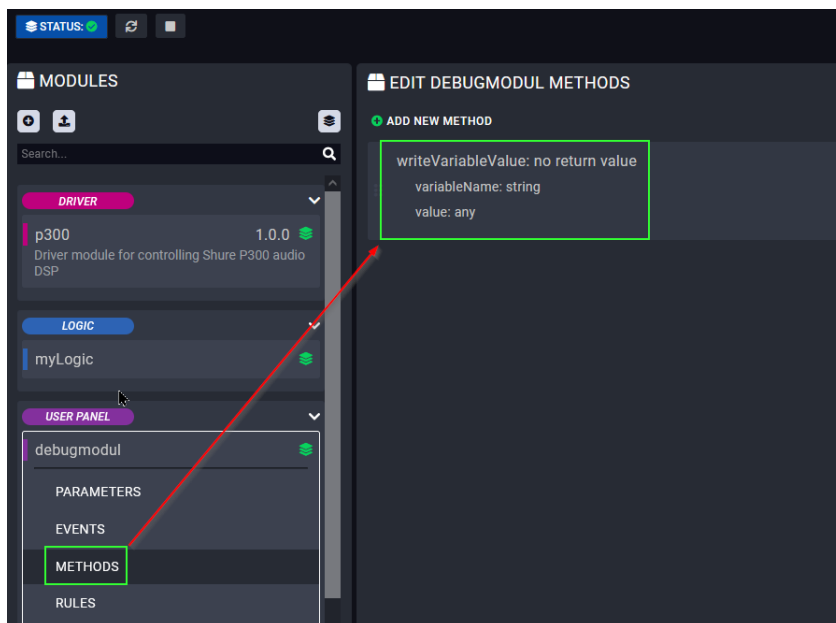 STATUS:
MODULES
Search...
DRIVER
p300 1.0.0
Driver module for controlling Shure P300 audio
DSP
LOGIC
myLogic
USER PANEL
debugmodul
PARAMETERS
EVENTS
METHODS
RULES
EDIT DEBUGMODUL METHODS
ADD NEW METHOD
writeVariableValue: no return value
variableName: string
value: any